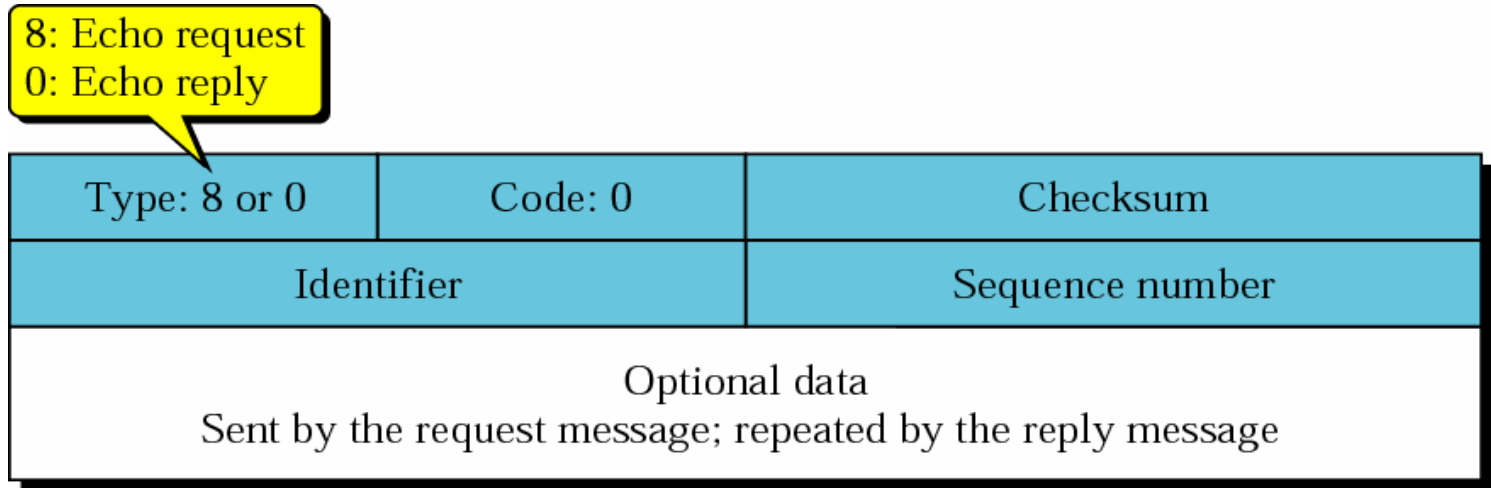 8: Echo request
0: Echo reply
Type: 8 or 0
Code: 0
Checksum
Identifier
Sequence number
Optional data
Sent by the request message; repeated by the reply message